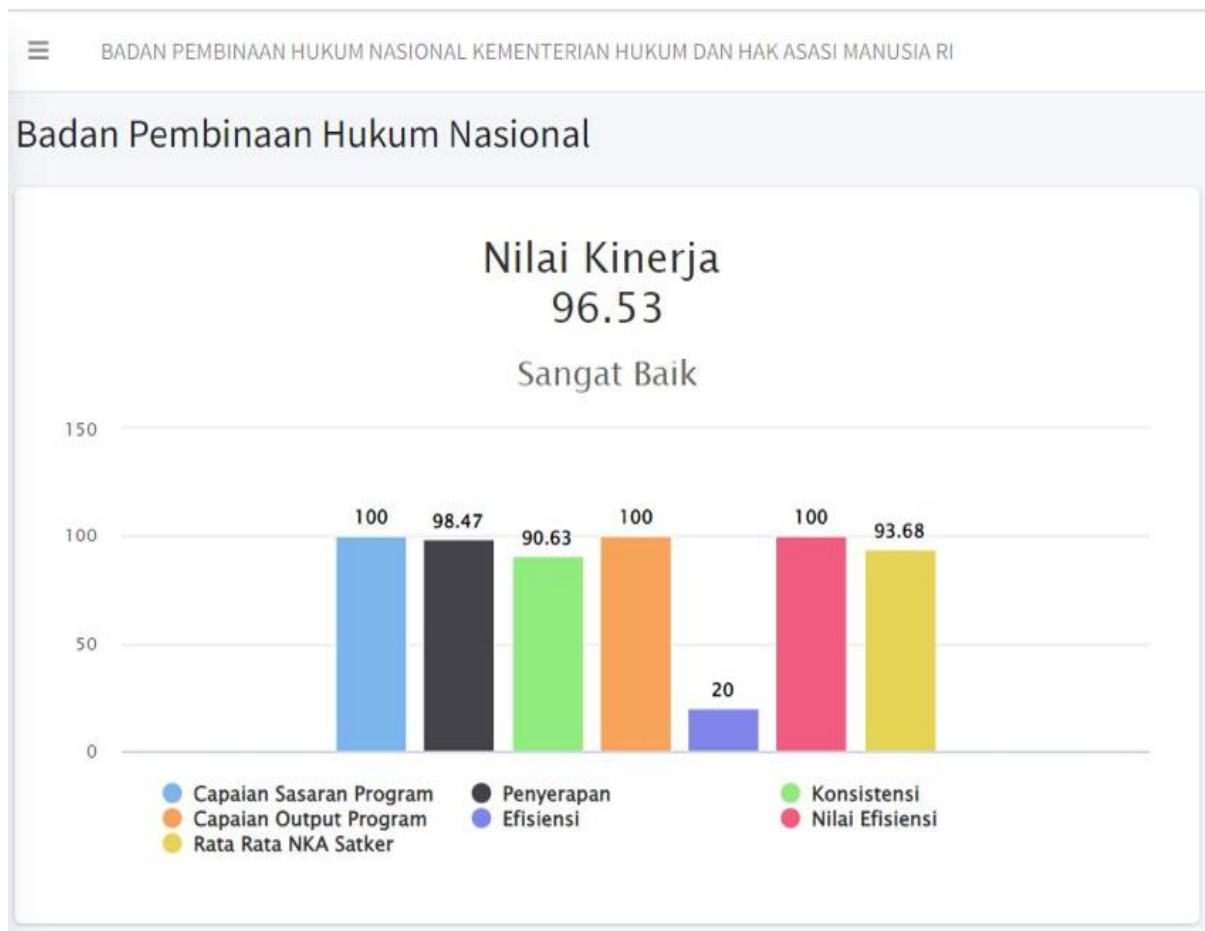 BADAN PEMBINAAN HUKUM NASIONAL KEMENTERIAN HUKUM DAN HAK ASASI MANUSIA RI
Badan Pembinaan Hukum Nasional
Nilai Kinerja
96.53
Sangat Baik
150
100
50
0
100
98.47
90.63
100
20
100
93.68
Capaian Sasaran Program
Penyerapan
Konsistensi
Capaian Output Program
Efisiensi
Nilai Efisiensi
Rata Rata NKA Satker